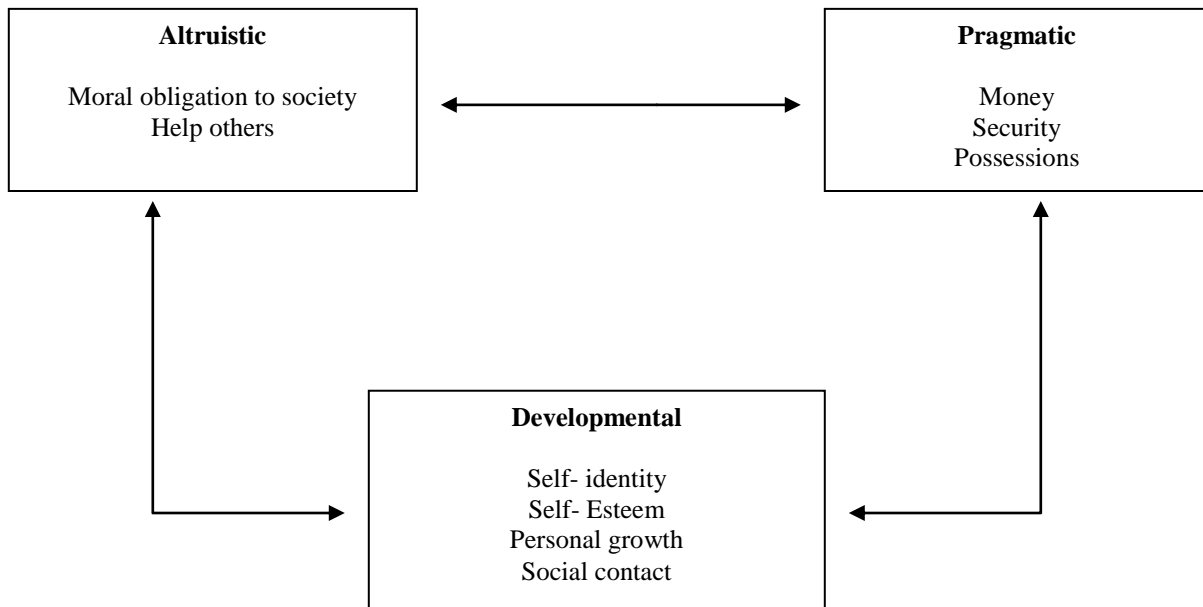 Altruistic
Moral obligation to society
Help others
Pragmatic
Money
Security
Possessions
Developmental
Self- identity
Self- Esteem
Personal growth
Social contact